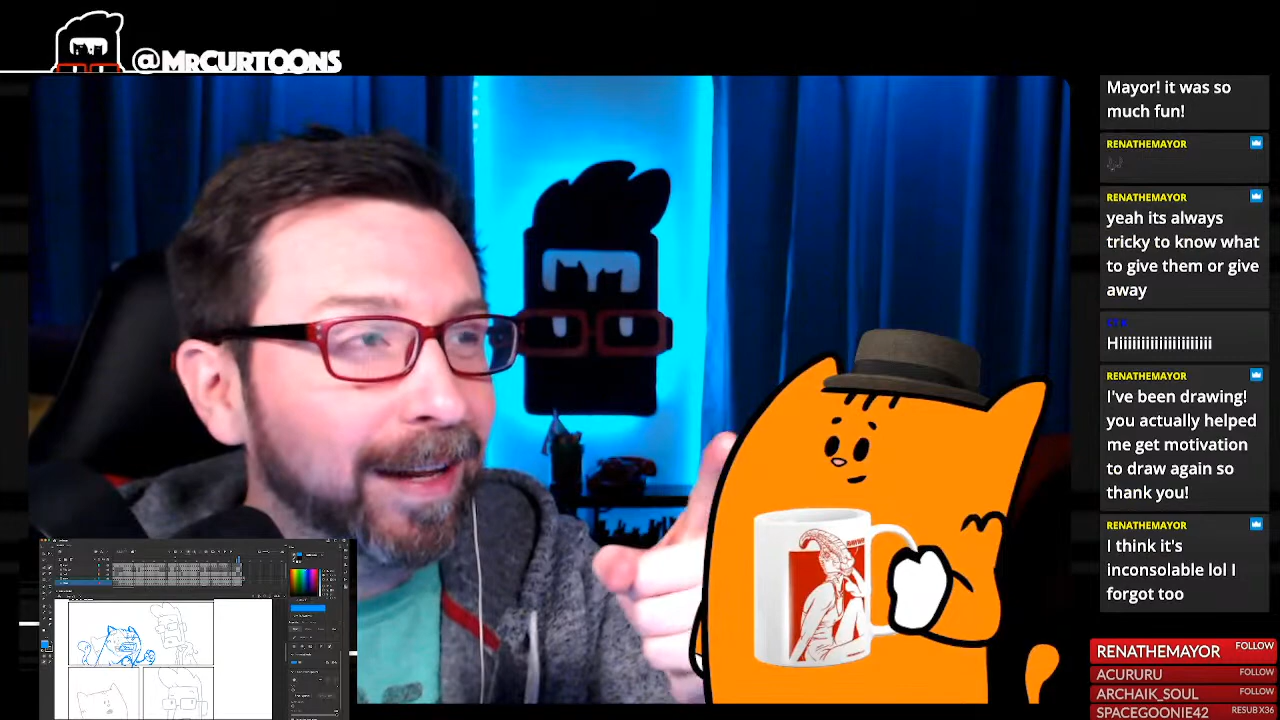 @MRCURTOONS
Mayor! it was so
much fun!
RENATHEMAYOR
RENATHEMAYOR
yeah its always
tricky to know what
to give them or give
away
Hiiiiiiiiiiiiiiiiiiiii
RENATHEMAYOR
I've been drawing!
you actually helped
me get motivation
to draw again so
thank you!
RENATHEMAYOR
I think it's
inconsolable lol I
forgot too
RENATHEMAYOR FOLLOW
ACURURU FOLLOW
ARCHAIK_SOUL FOLLOW
SPACEGOONIE42 RESUB X36